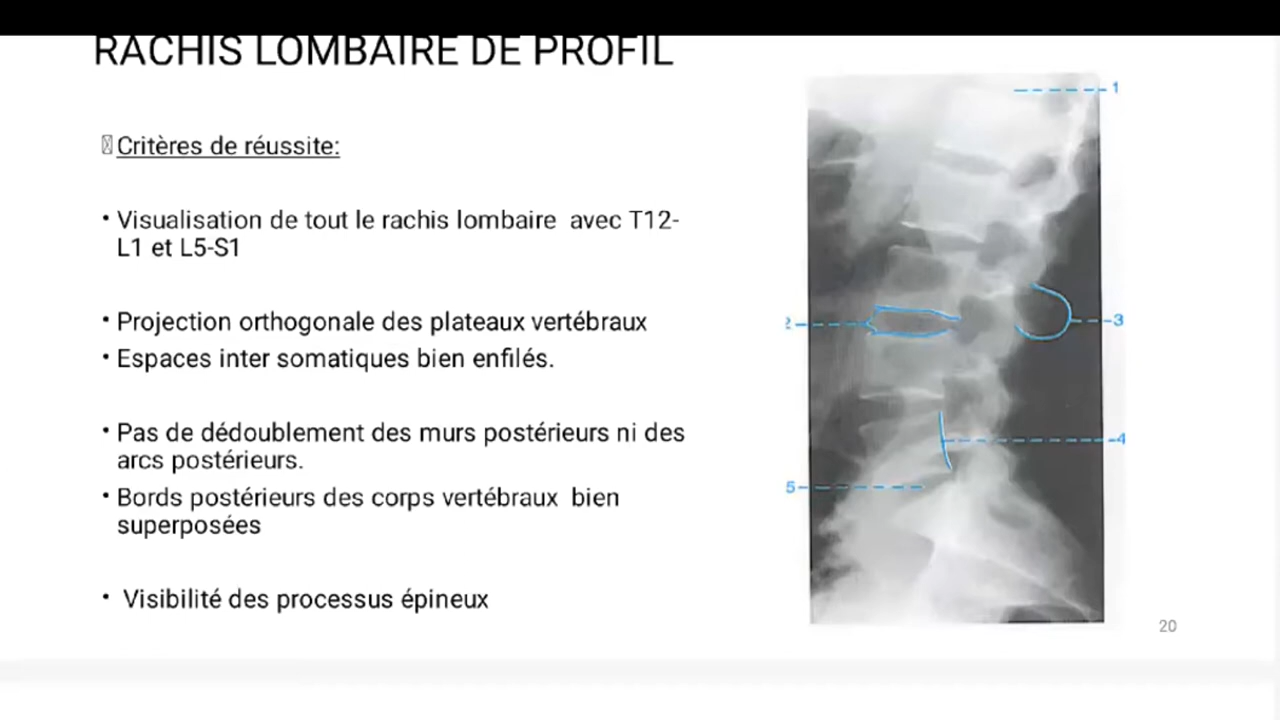 RACHIS LOMBAIRE DE PROFIL
Critères de réussite:
• Visualisation de tout le rachis lombaire avec T12-
L1 et L5-S1
• Projection orthogonale des plateaux vertébraux
• Espaces inter somatiques bien enfilés.
• Pas de dédoublement des murs postérieurs ni des
arcs postérieurs.
• Bords postérieurs des corps vertébraux bien
superposées
• Visibilité des processus épineux
1
2
3
4
5
20